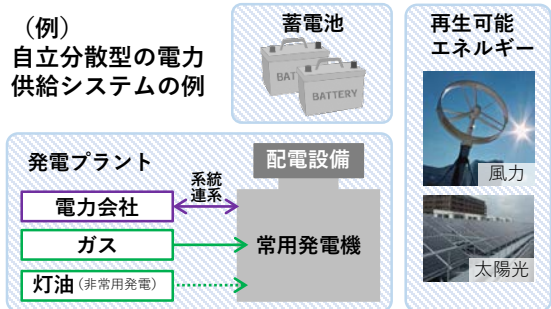 （例）
自立分散型の電力
供給システムの例
蓄電池
BATTERY
BATTERY
再生可能
エネルギー
風力
太陽光
発電プラント
配電設備
系統
連系
電力会社
ガス
常用発電機
灯油（非常用発電）